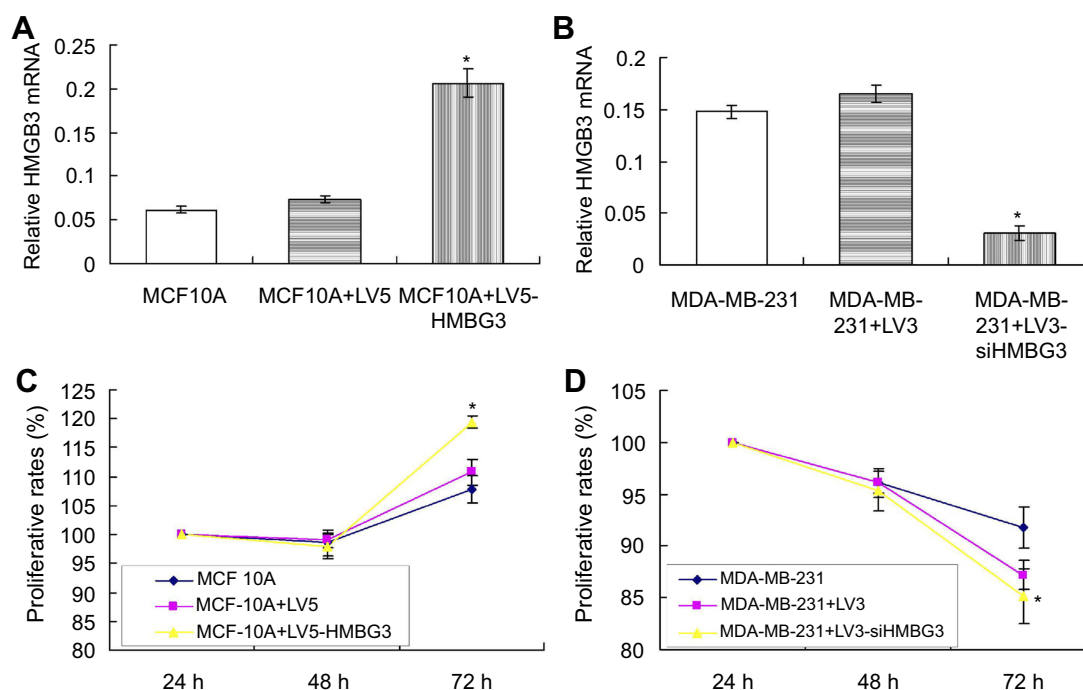 A
Relative HMGB3 mRNA
0.25
0.2
0.15
0.1
0.05
0
*
MCF10A
MCF10A+LV5
MCF10A+LV5-
HMBG3
B
Relative HMGB3 mRNA
0.2
0.15
0.1
0.05
0
*
MDA-MB-231
MDA-MB-
231+LV3
MDA-MB-
231+LV3-
siHMBG3
C
Proliferative rates (%)
125
120
115
110
105
100
95
90
85
80
*
MCF 10A
MCF-10A+LV5
MCF-10A+LV5-HMBG3
24 h
48 h
72 h
D
Proliferative rates (%)
105
100
95
90
85
80
*
MDA-MB-231
MDA-MB-231+LV3
MDA-MB-231+LV3-siHMBG3
24 h
48 h
72 h